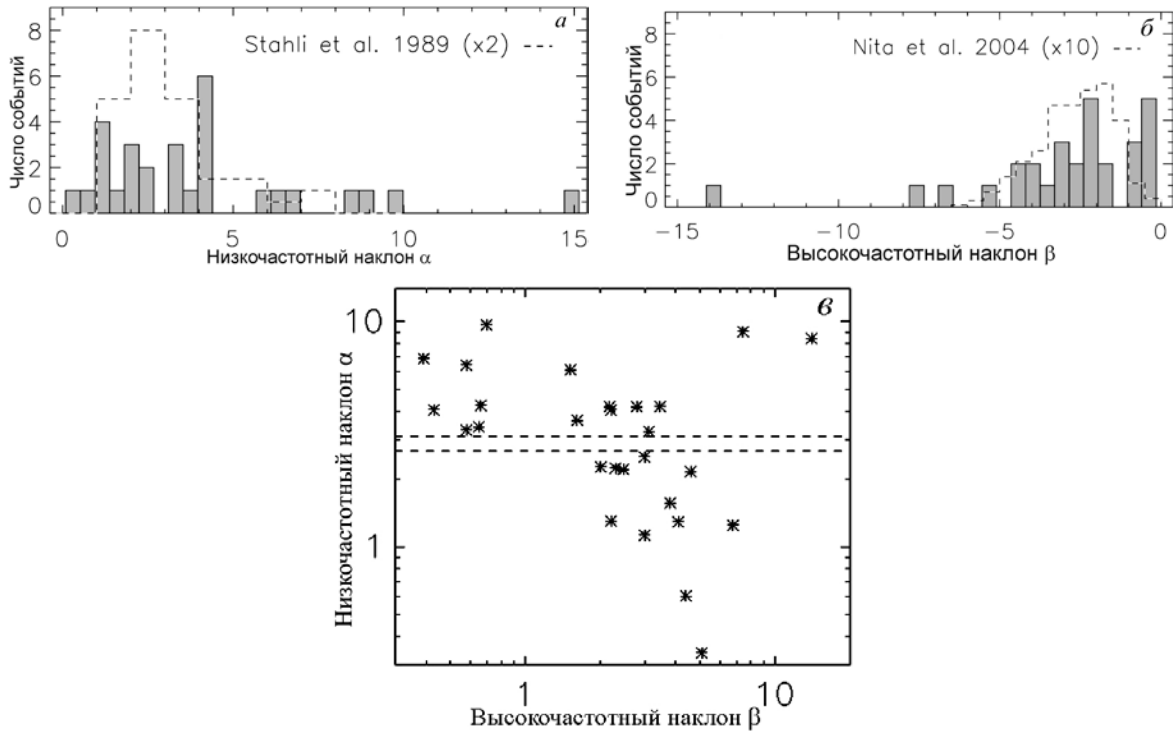 а
Stahli et al. 1989 (x2)
Число событий
8
6
4
2
0
0
5
10
15
Низкочастотный наклон α
б
Nita et al. 2004 (x10)
Число событий
8
6
4
2
0
−15
−10
−5
0
Высокочастотный наклон β
в
Низкочастотный наклон α
10
1
1
10
Высокочастотный наклон β